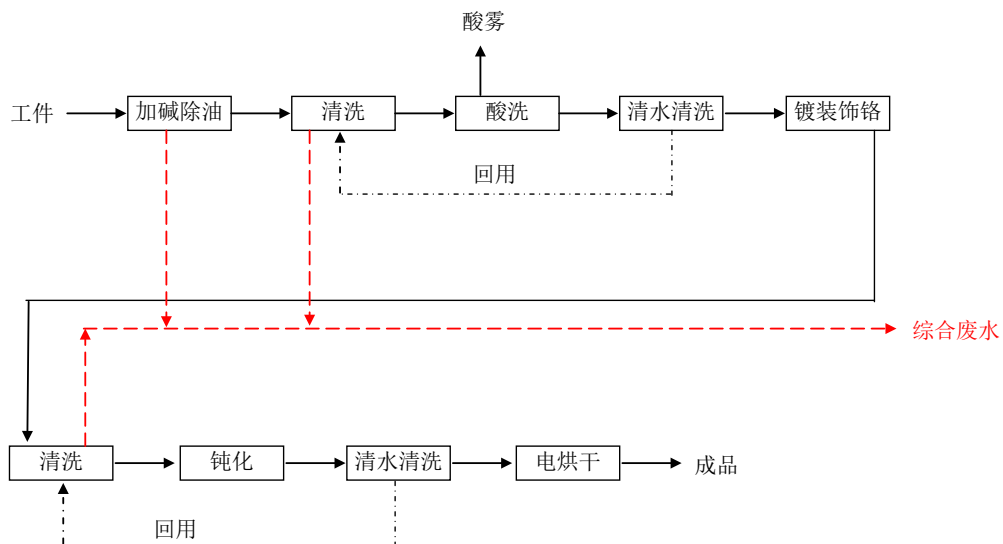 酸雾
工件
加碱除油
清洗
酸洗
清水清洗
镀装饰铬
回用
综合废水
清洗
钝化
清水清洗
电烘干
成品
回用